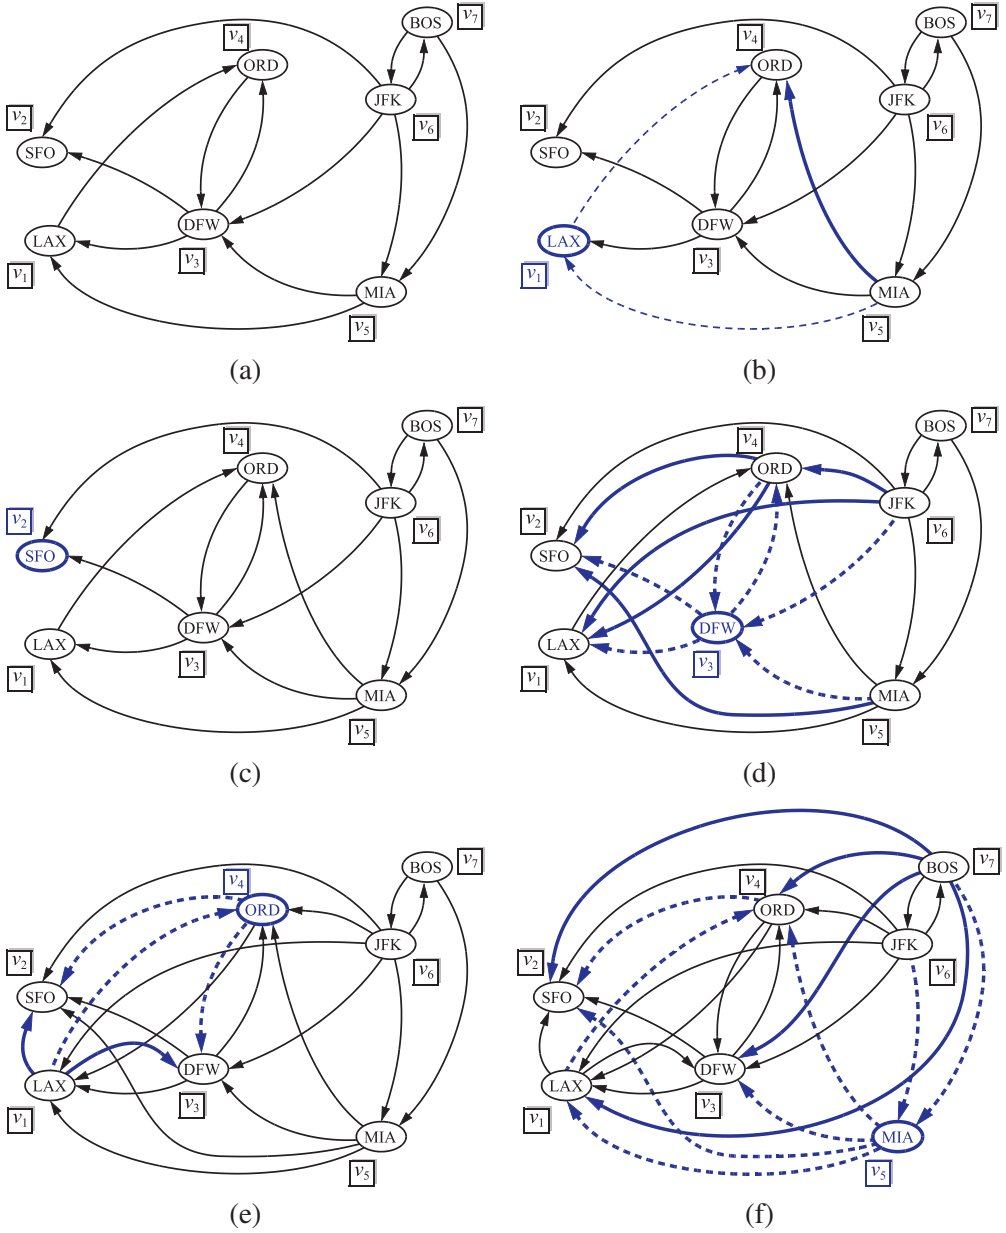 BOS v7
v4
ORD
JFK
v2
v6
SFO
DFW
LAX
v3
v1
MIA
v5
(a)
BOS v7
v4
ORD
JFK
v2
v6
SFO
DFW
LAX
v3
v1
MIA
v5
(b)
BOS v7
v4
ORD
JFK
v2
v6
SFO
DFW
LAX
v3
v1
MIA
v5
(c)
BOS v7
v4
ORD
JFK
v2
v6
SFO
DFW
LAX
v3
v1
MIA
v5
(d)
BOS v7
v4
ORD
JFK
v2
v6
SFO
DFW
LAX
v3
v1
MIA
v5
(e)
BOS v7
v4
ORD
JFK
v2
v6
SFO
DFW
LAX
v3
v1
MIA
v5
(f)